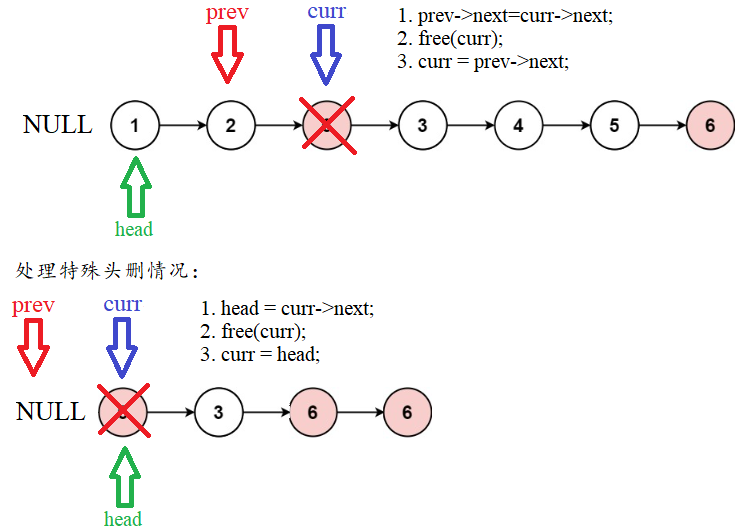 prev curr 1. prev->next=curr->next;
2. free(curr);
3. curr = prev->next;
NULL 1 2 3 4 5 6
head
处理特殊头删情况：
prev curr 1. head = curr->next;
2. free(curr);
3. curr = head;
NULL 3 6 6
head